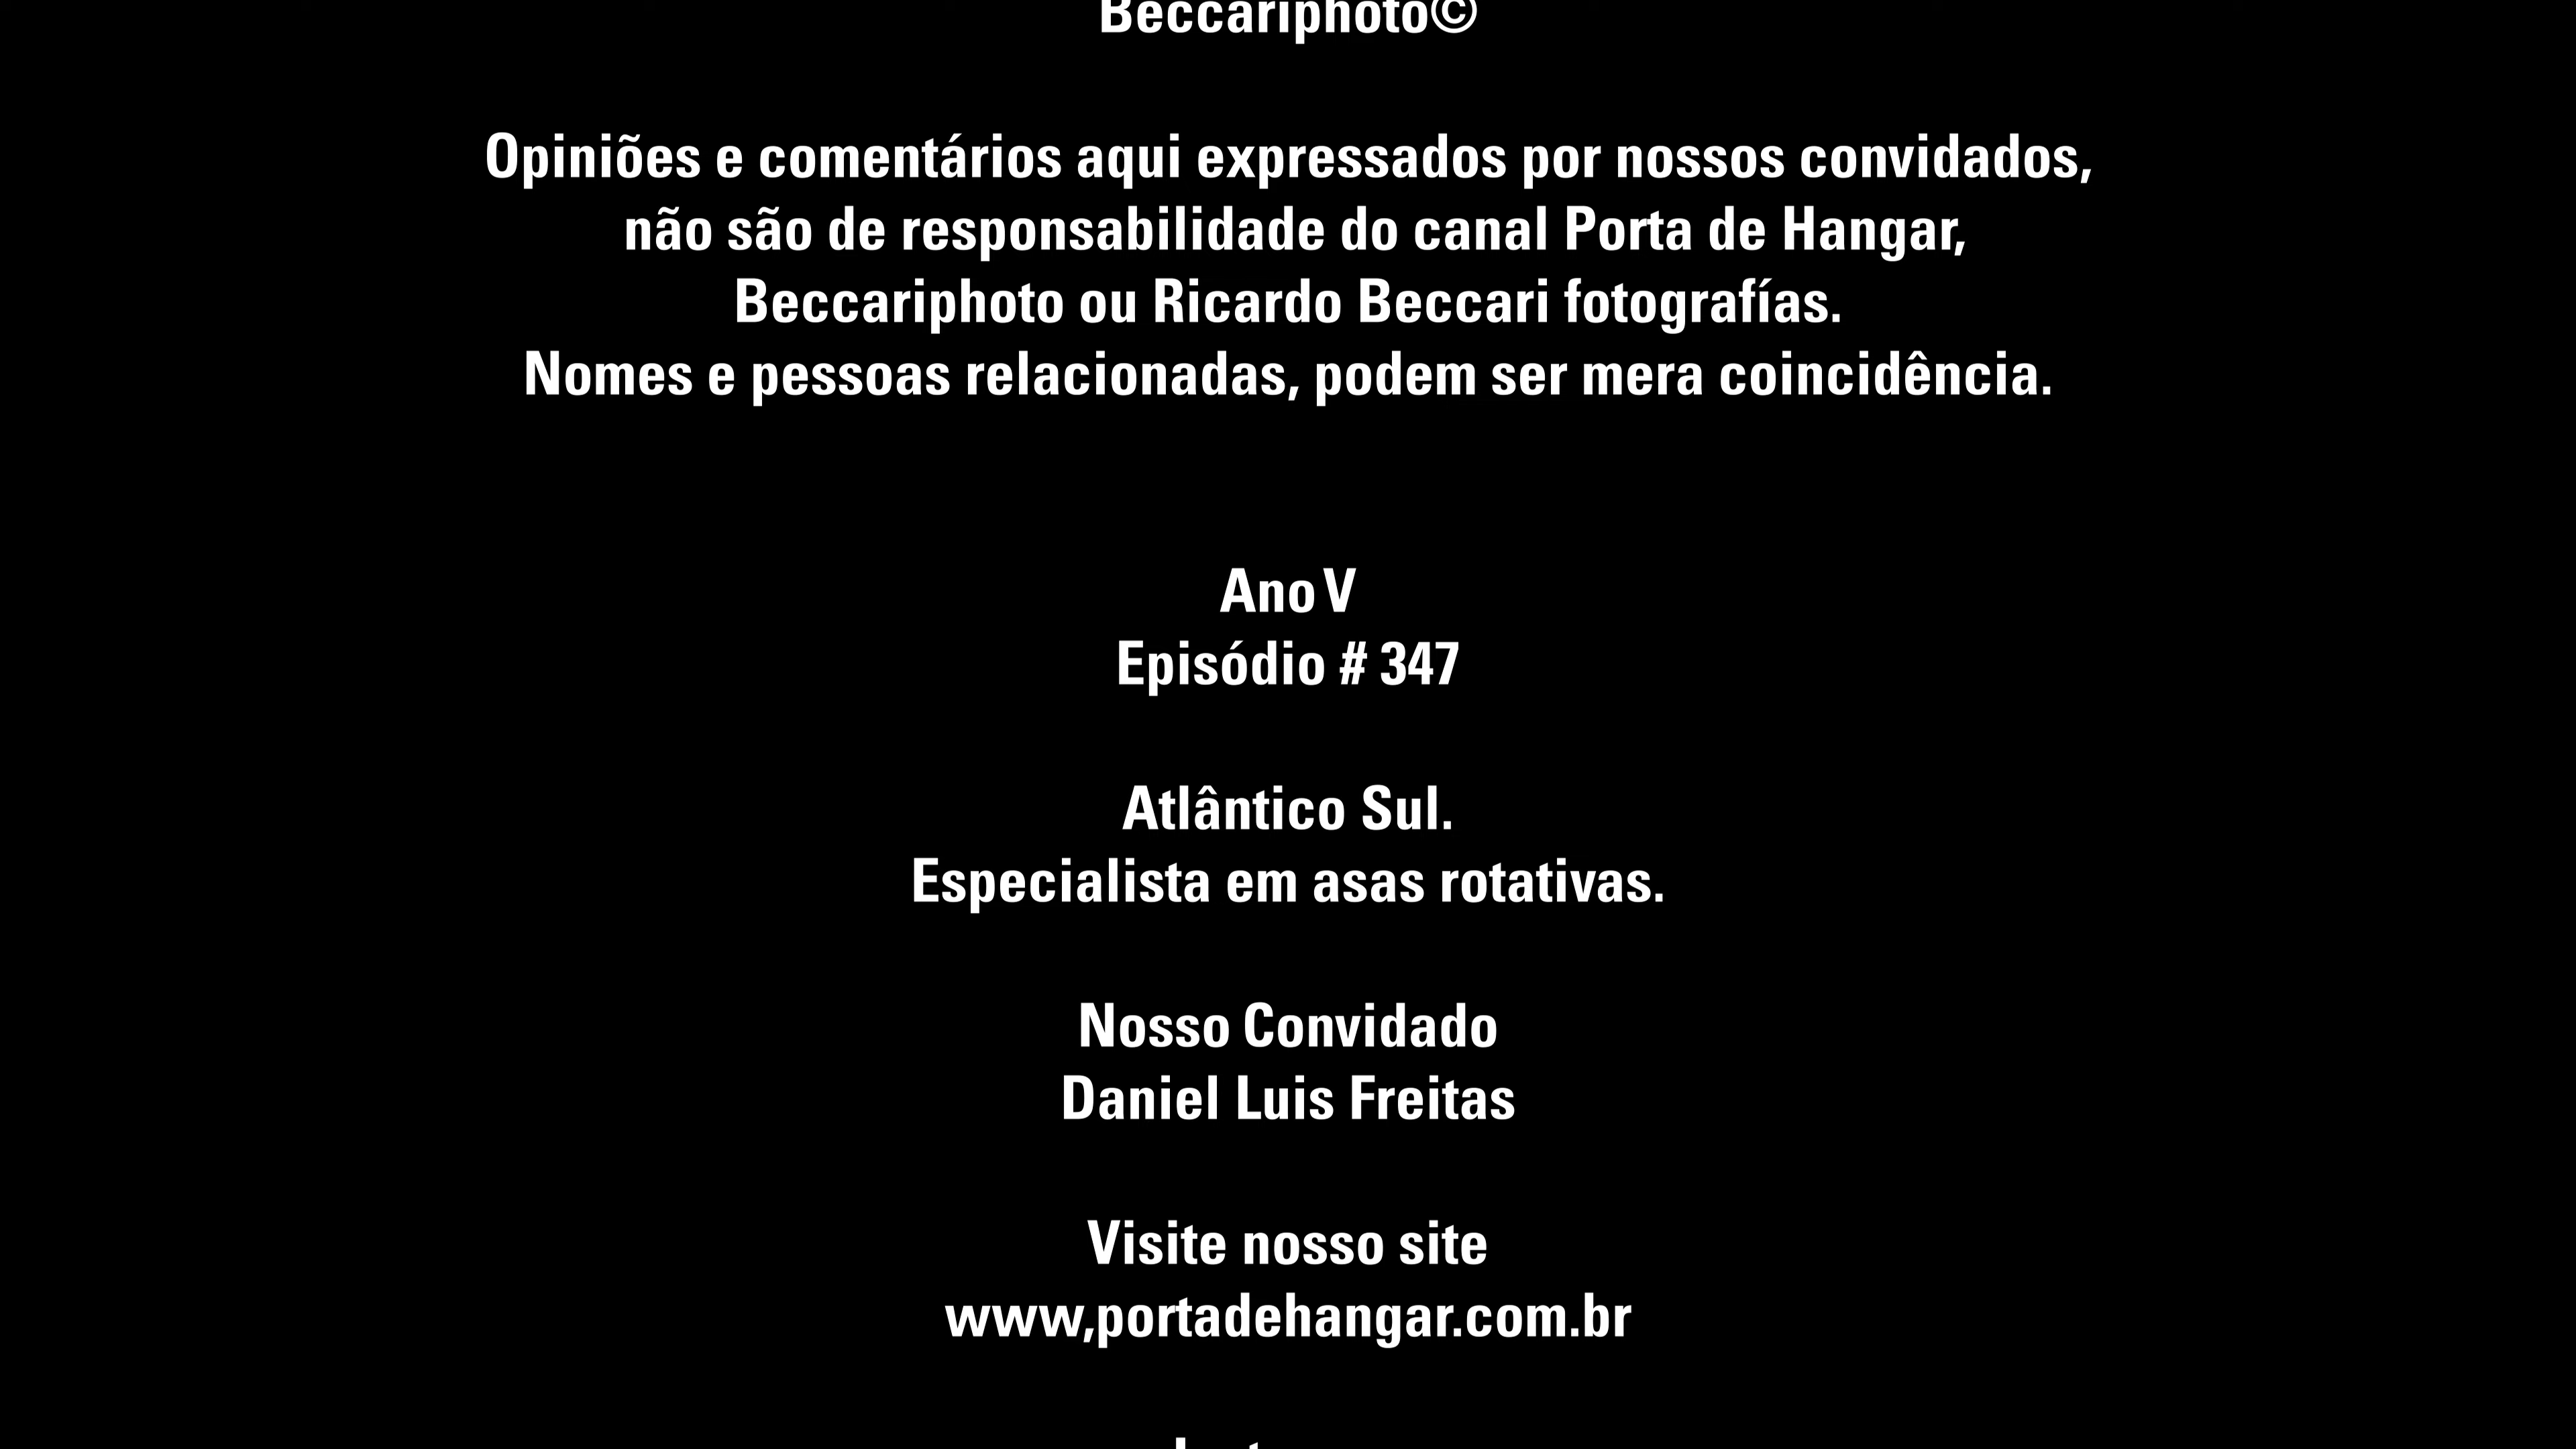 Beccariphoto©
Opiniões e comentários aqui expressados por nossos convidados,
não são de responsabilidade do canal Porta de Hangar,
Beccariphoto ou Ricardo Beccari fotografías.
Nomes e pessoas relacionadas, podem ser mera coincidência.
Ano V
Episódio # 347
Atlântico Sul.
Especialista em asas rotativas.
Nosso Convidado
Daniel Luis Freitas
Visite nosso site
www,portadehangar.com.br